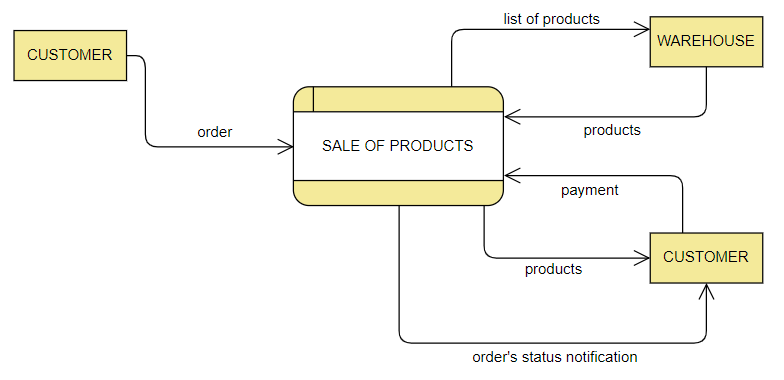 list of products
CUSTOMER
WAREHOUSE
order
products
SALE OF PRODUCTS
payment
CUSTOMER
products
order's status notification